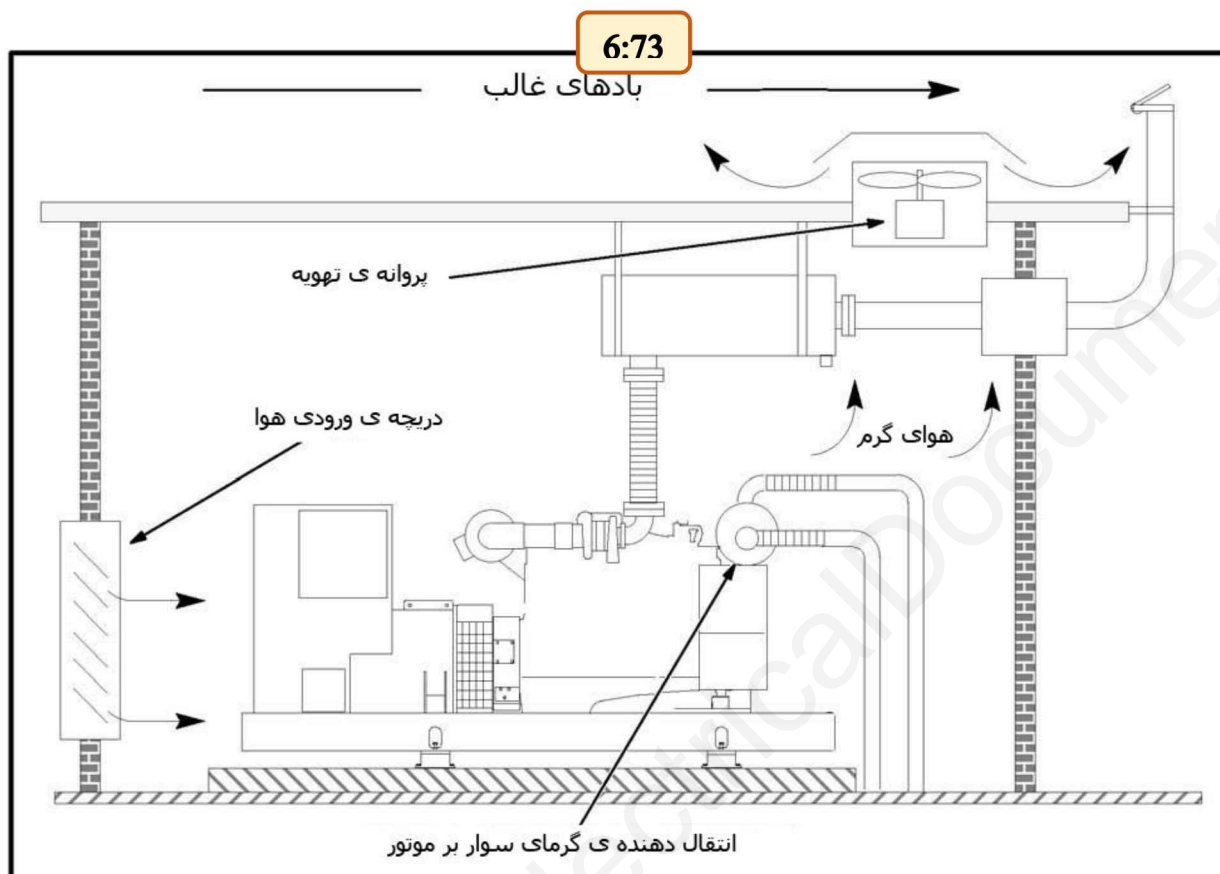 6:73
بادهای غالب
پروانه ی تهویه
دریچه ی ورودی هوا
هوای گرم
انتقال دهنده ی گرمای سوار بر موتور